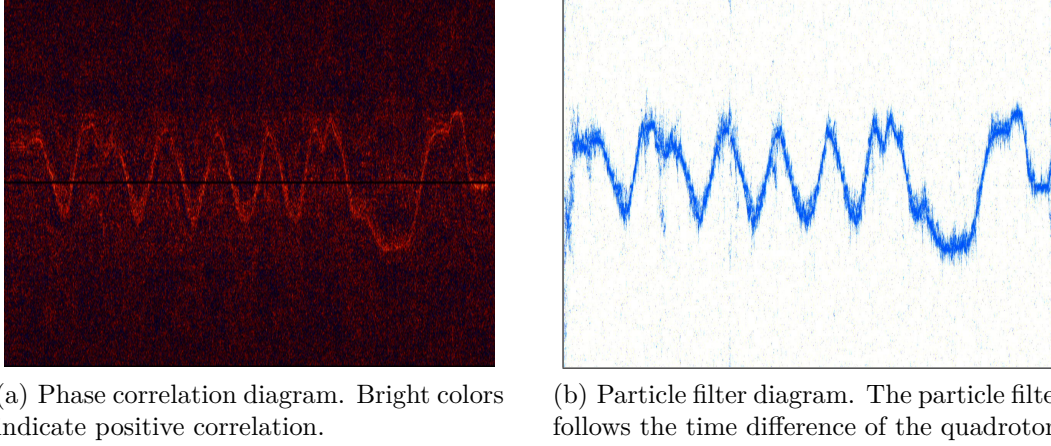 (a) Phase correlation diagram. Bright colors
indicate positive correlation.
(b) Particle filter diagram. The particle filte
follows the time difference of the quadrotor